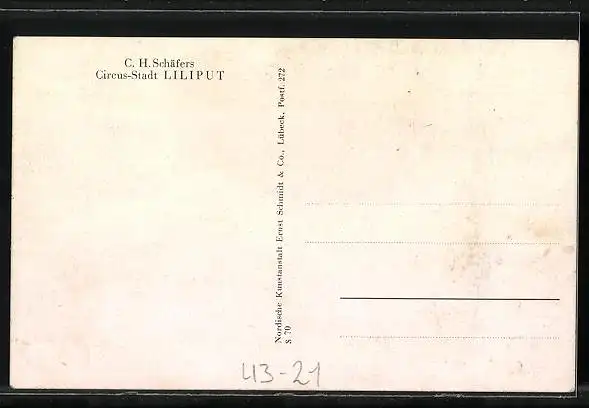 C. H. Schäfers
Circus-Stadt LILIPUT
Nordische Kunstanstalt Ernst Schmidt & Co., Lübeck, Postf. 272
S 70
43-21